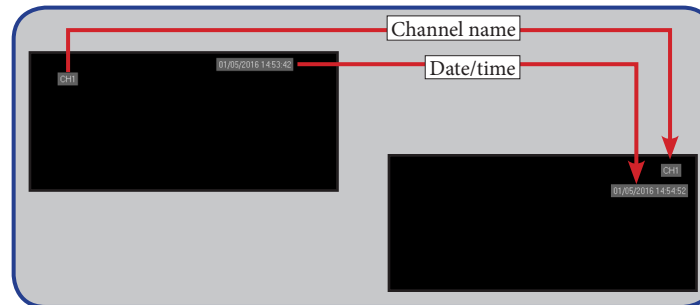 Channel name
Date/time
01/05/2016 14:53:42
CH1
CH1
01/05/2016 14:54:52